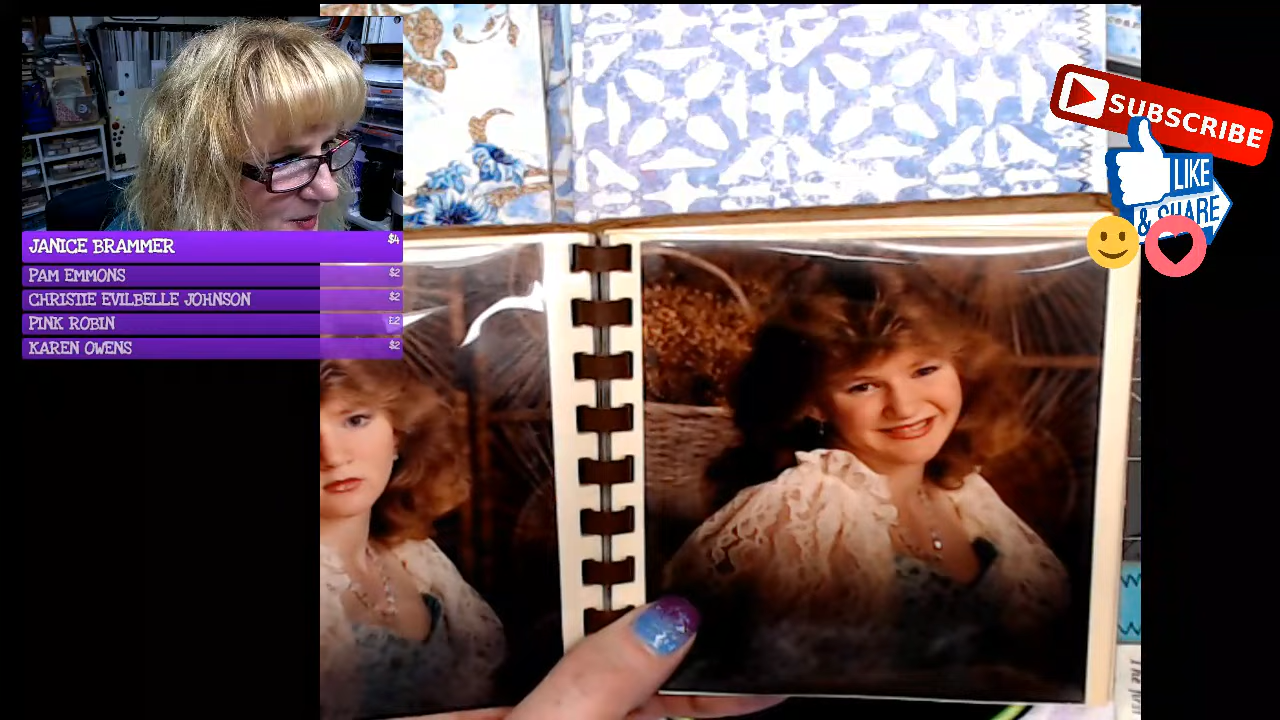 SUBSCRIBE
LIKE
& SHARE
JANICE BRAMMER $4
PAM EMMONS $2
CHRISTIE EVILBELLE JOHNSON $2
PINK ROBIN £2
KAREN OWENS $2